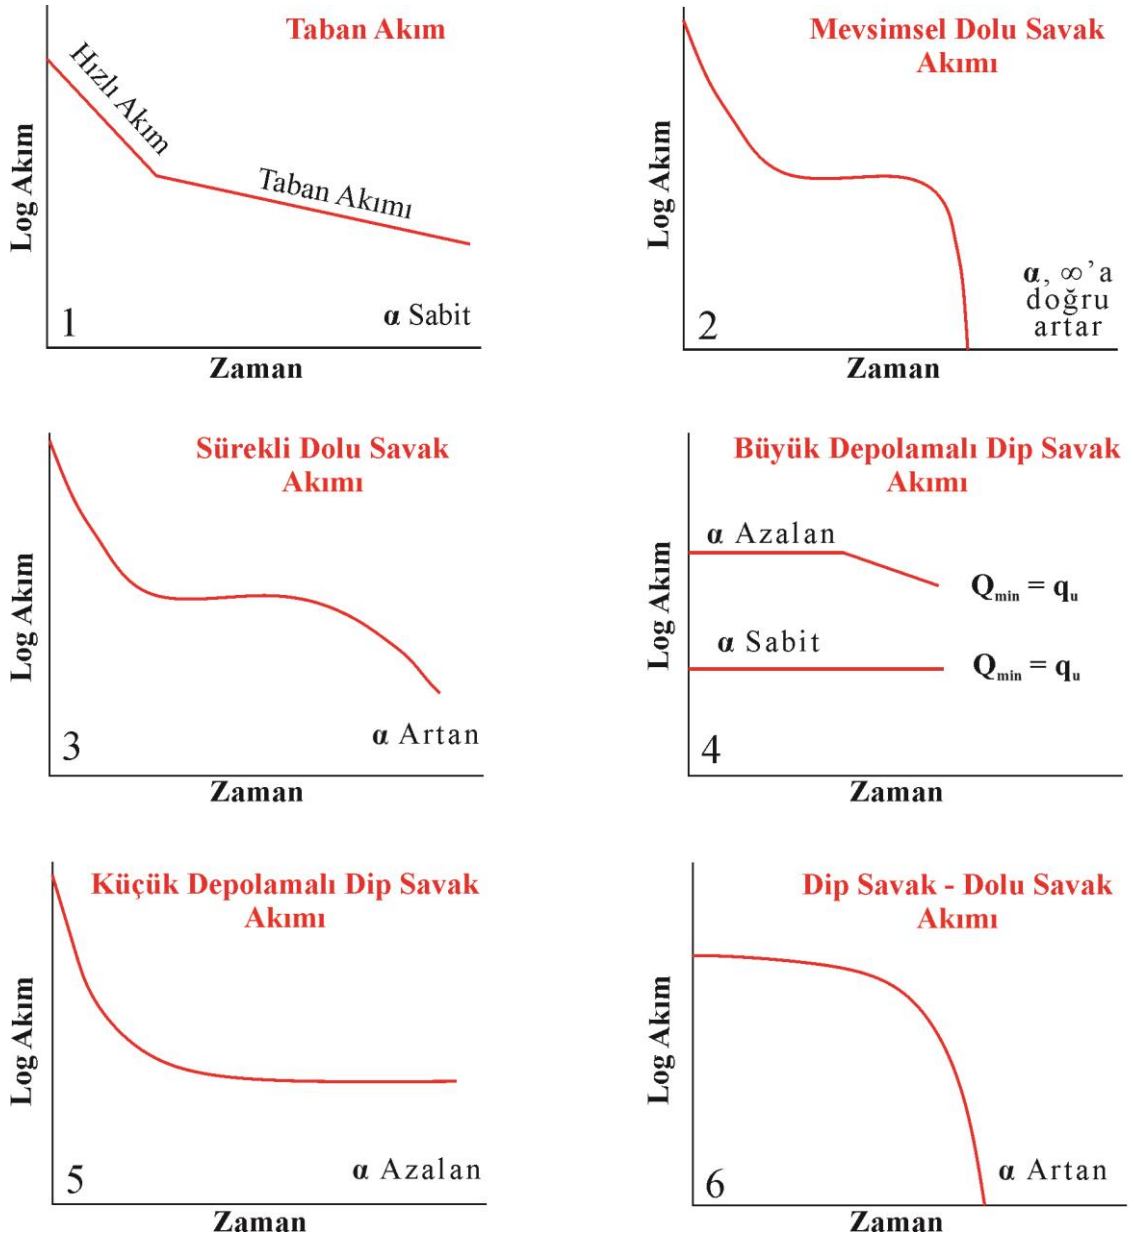 Taban Akım
Hızlı Akım
Taban Akımı
Log Akım
α Sabit
1
Zaman
Mevsimsel Dolu Savak
Akımı
Log Akım
α, ∞'a
doğru
artar
2
Zaman
Sürekli Dolu Savak
Akımı
Log Akım
α Artan
3
Zaman
Büyük Depolamalı Dip Savak
Akımı
α Azalan
Qmin = qu
Log Akım
α Sabit
Qmin = qu
4
Zaman
Küçük Depolamalı Dip Savak
Akımı
Log Akım
α Azalan
5
Zaman
Dip Savak - Dolu Savak
Akımı
Log Akım
α Artan
6
Zaman